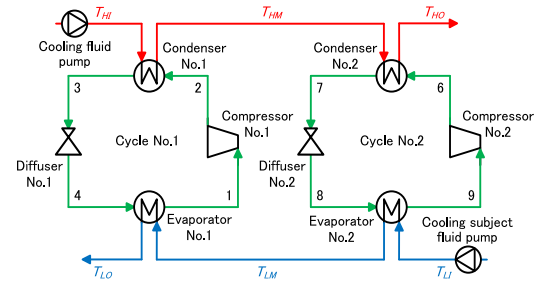 T_HI
T_HM
T_HO
Cooling fluid
pump
Condenser
No.1
Condenser
No.2
3
2
7
6
Compressor
No.1
Compressor
No.2
Cycle No.1
Cycle No.2
Diffuser
No.1
Diffuser
No.2
4
1
8
9
Evaporator
No.1
Evaporator
No.2
Cooling subject
fluid pump
T_LO
T_LM
T_LI